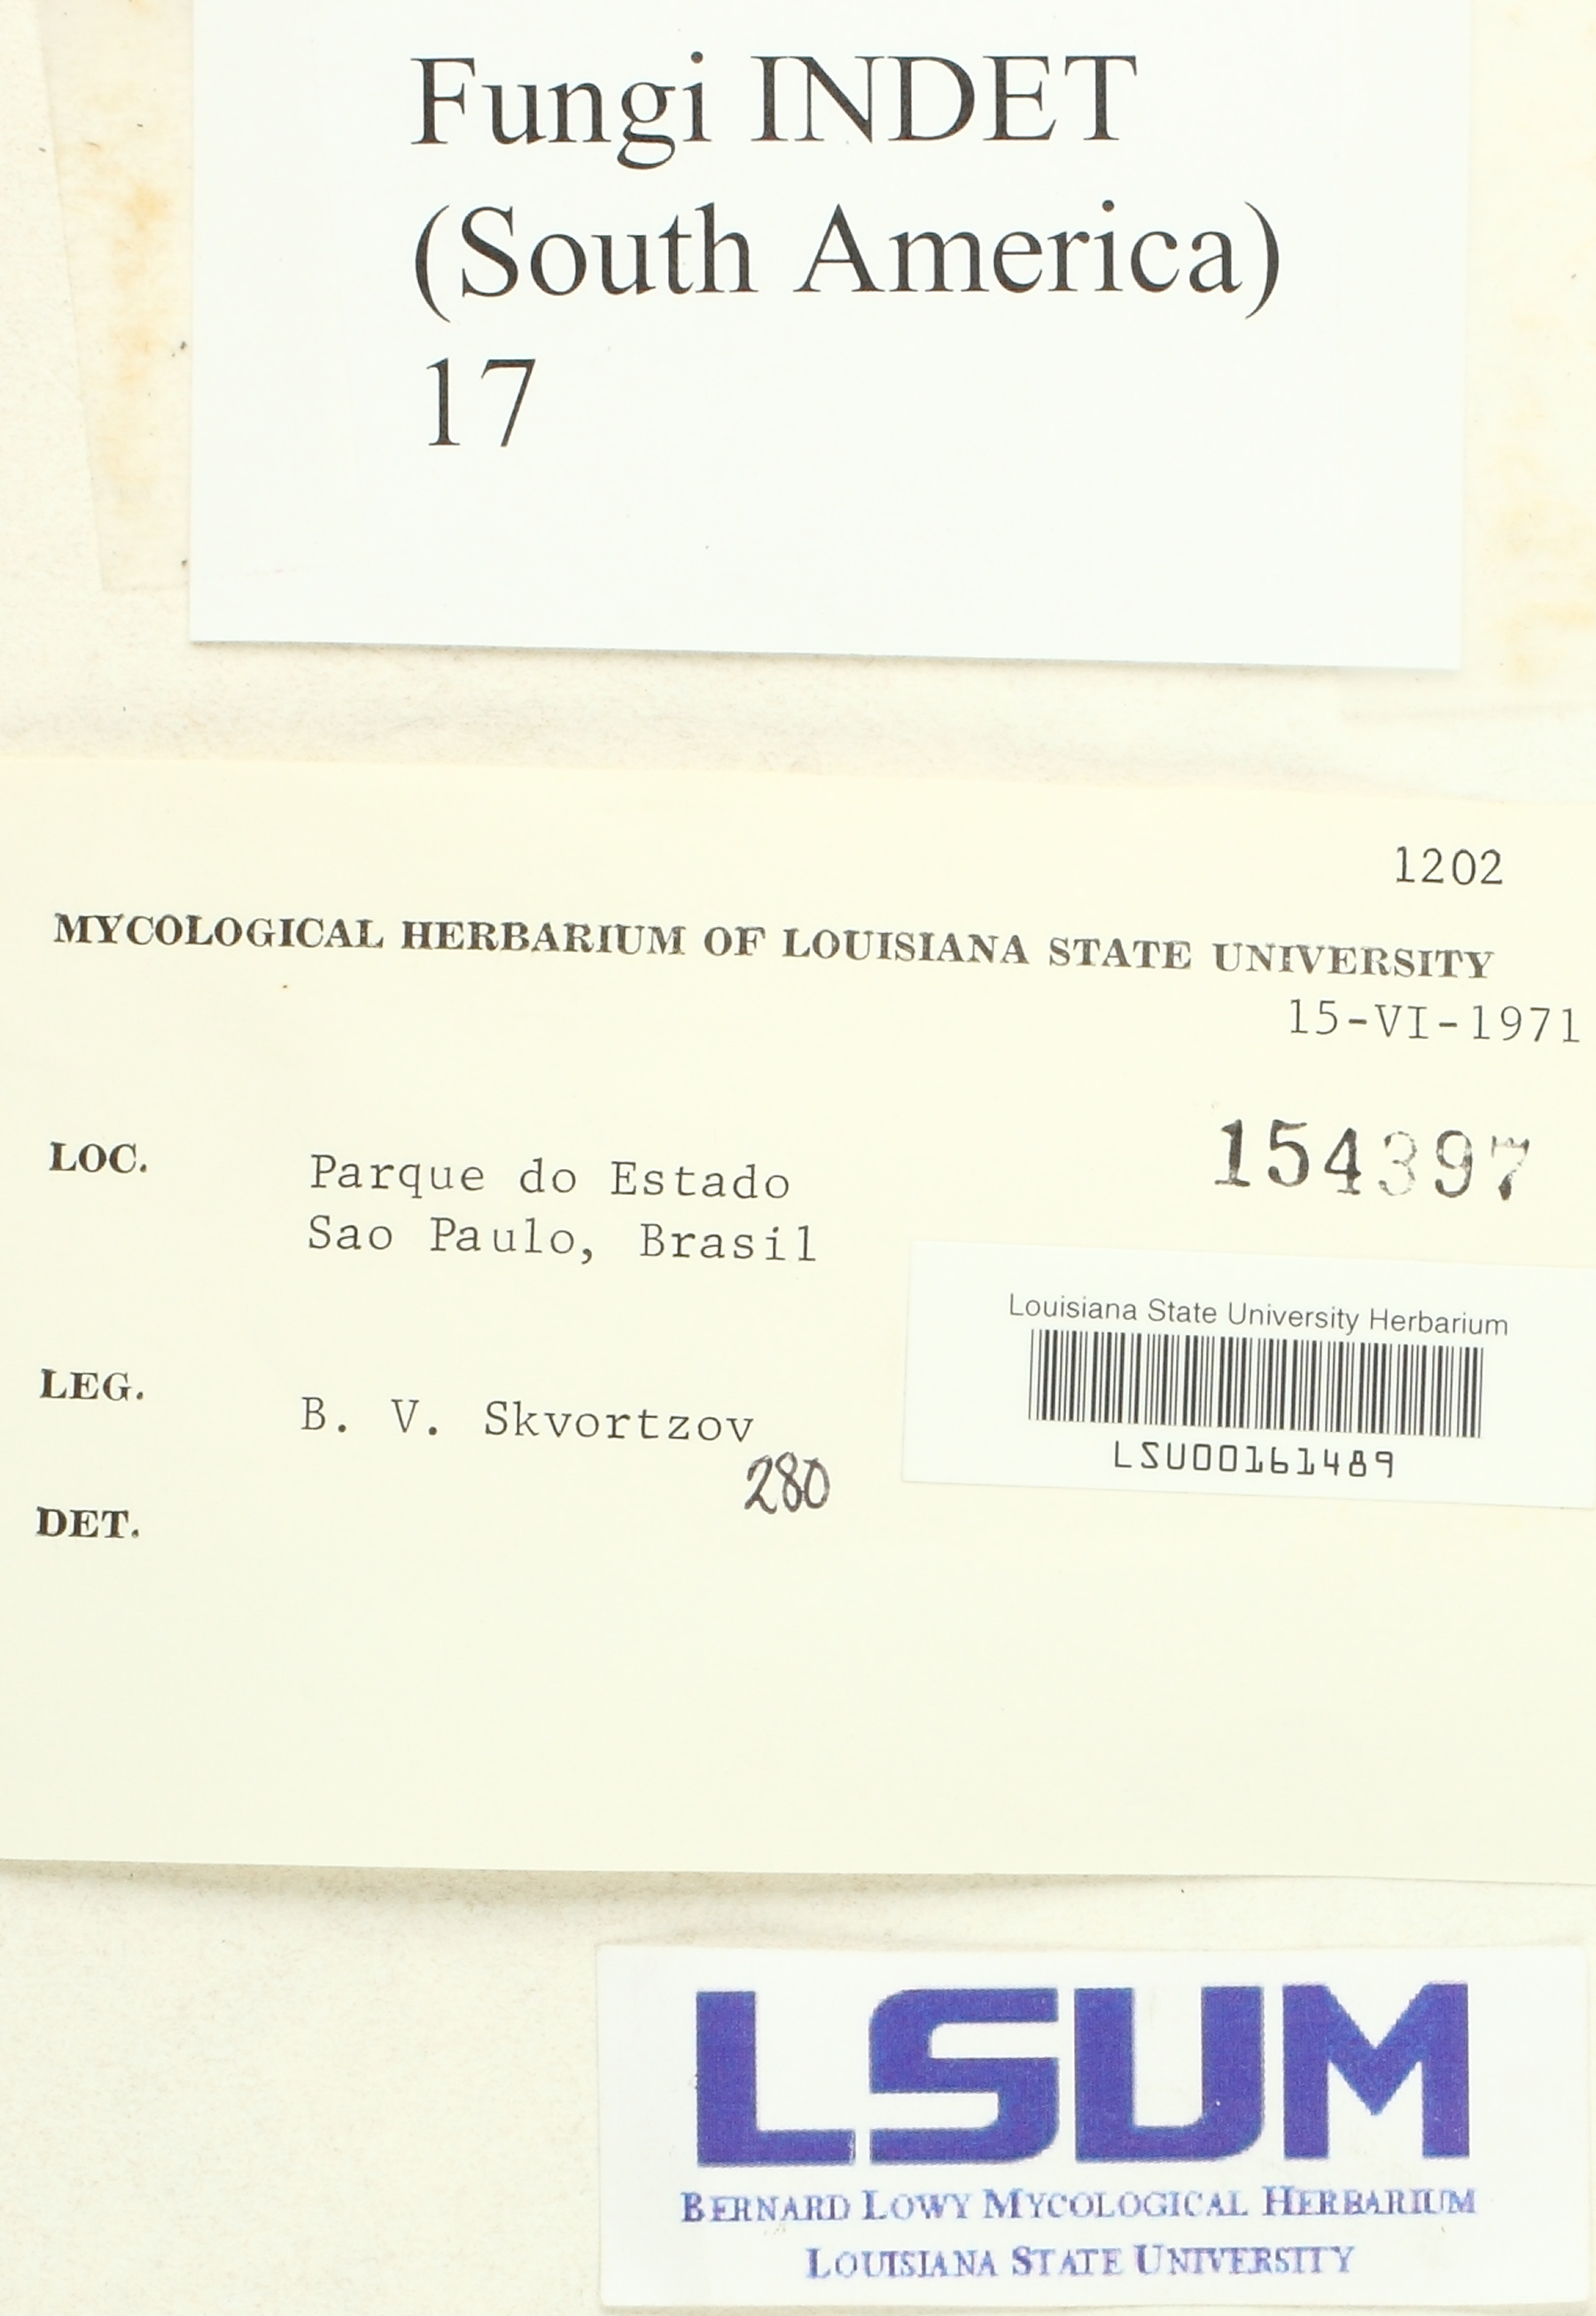 Fungi INDET
(South America)
17
1202
MYCOLOGICAL HERBARIUM OF LOUISIANA STATE UNIVERSITY
15-VI-1971
154397
LOC. Parque do Estado
Sao Paulo, Brasil
Louisiana State University Herbarium
LSU00161489
LEG. B. V. Skvortzov
280
DET.
LSUM
BERNARD LOWY MYCOLOGICAL HERBARIUM
LOUISIANA STATE UNIVERSITY